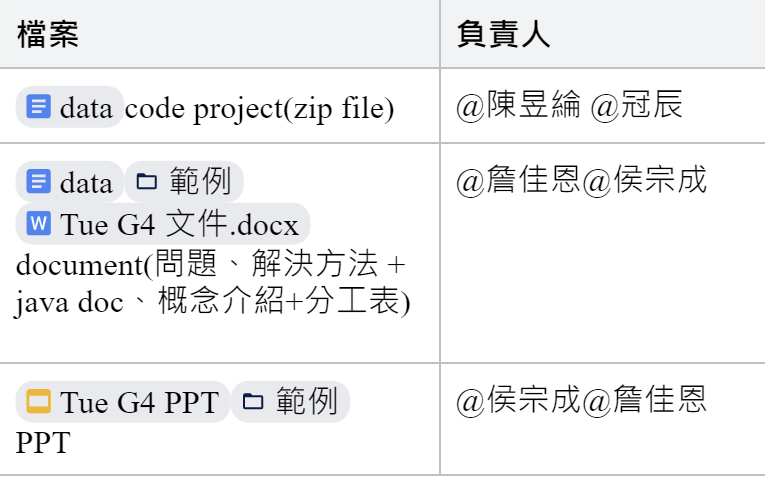 檔案 負責人
data code project(zip file) @陳昱綸 @冠辰
data 範例 @詹佳恩@侯宗成
Tue G4 文件.docx
document(問題、解決方法 +
java doc、概念介紹+分工表)
Tue G4 PPT 範例 @侯宗成@詹佳恩
PPT